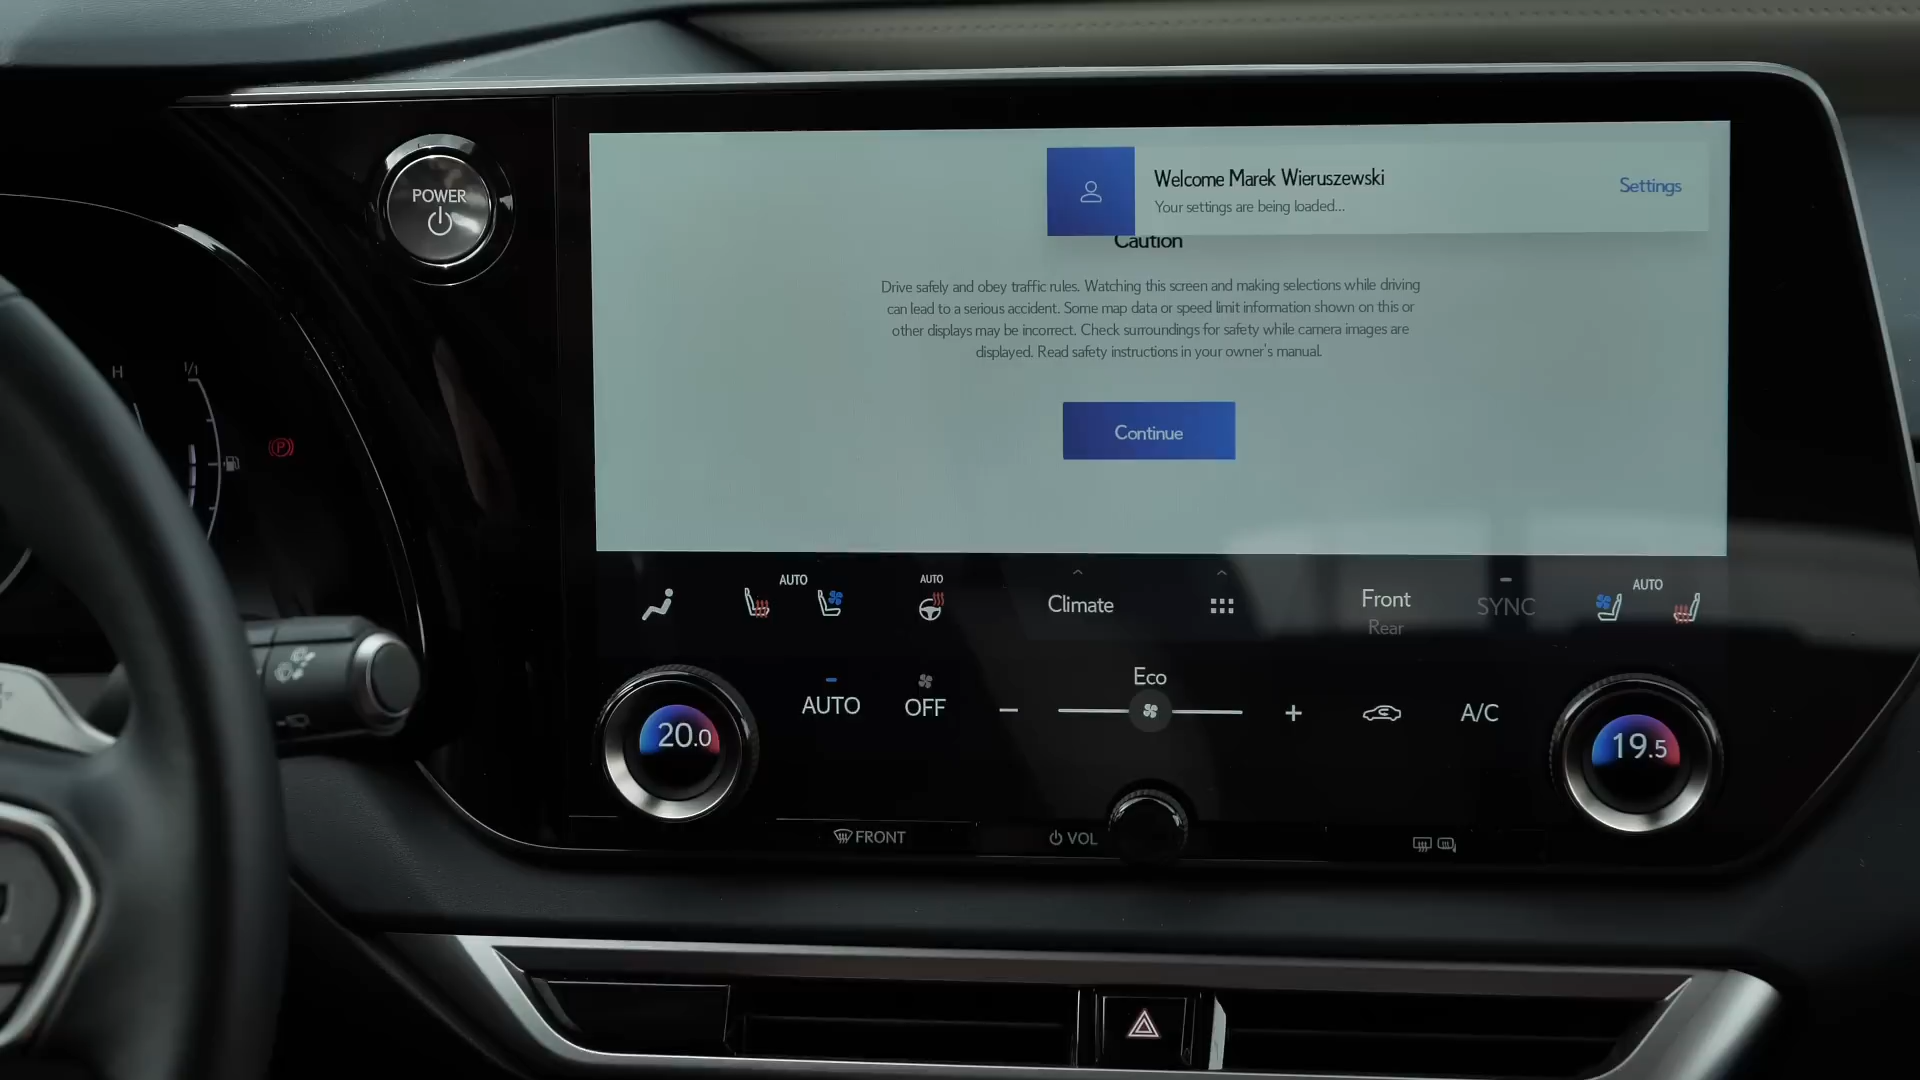 POWER
Welcome Marek Wieruszewski
Settings
Your settings are being loaded...
Caution
Drive safely and obey traffic rules. Watching this screen and making selections while driving
can lead to a serious accident. Some map data or speed limit information shown on this or
other displays may be incorrect. Check surroundings for safety while camera images are
displayed. Read safety instructions in your owner's manual.
Continue
H
1/1
P
AUTO
AUTO
AUTO
Climate
Front
Rear
SYNC
Eco
AUTO
OFF
A/C
20.0
19.5
FRONT
VOL